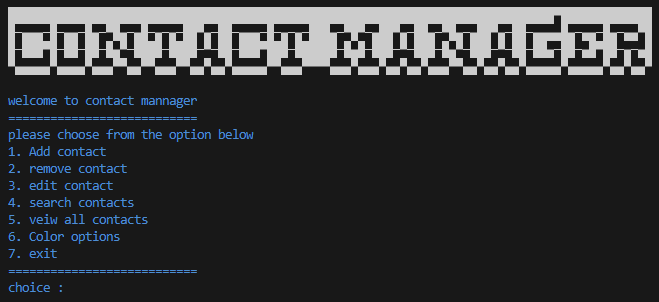 CONTACT MANAGER
welcome to contact mannager
===========================
please choose from the option below
1. Add contact
2. remove contact
3. edit contact
4. search contacts
5. veiw all contacts
6. Color options
7. exit
===========================
choice :